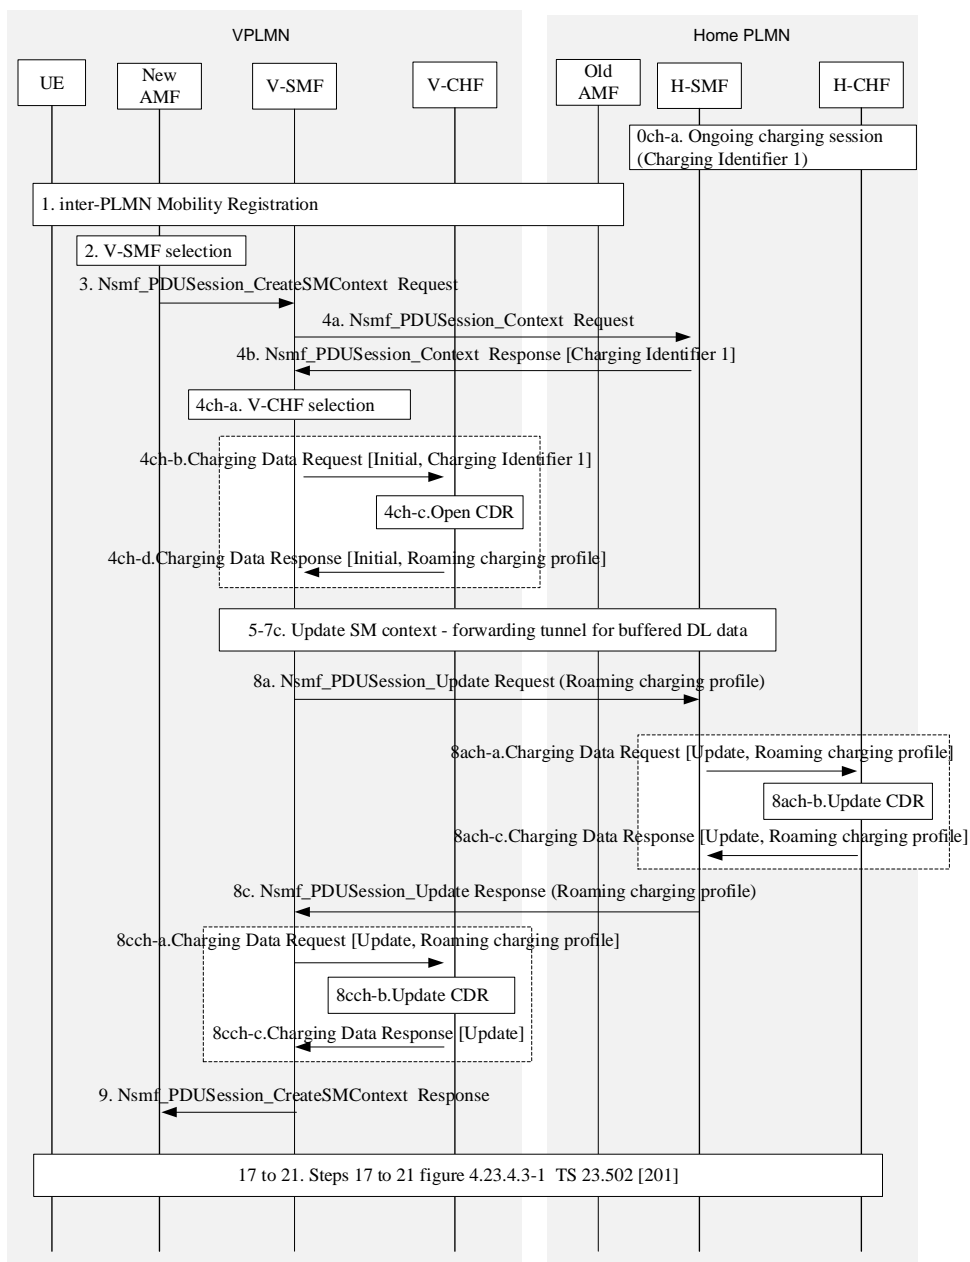 VPLMN
Home PLMN
UE
New
AMF
V-SMF
V-CHF
Old
AMF
H-SMF
H-CHF
0ch-a. Ongoing charging session
(Charging Identifier 1)
1. inter-PLMN Mobility Registration
2. V-SMF selection
3. Nsmf_PDUSession_CreateSMContext Request
4a. Nsmf_PDUSession_Context Request
4b. Nsmf_PDUSession_Context Response [Charging Identifier 1]
4ch-a. V-CHF selection
4ch-b.Charging Data Request [Initial, Charging Identifier 1]
4ch-c.Open CDR
4ch-d.Charging Data Response [Initial, Roaming charging profile]
5-7c. Update SM context - forwarding tunnel for buffered DL data
8a. Nsmf_PDUSession_Update Request (Roaming charging profile)
8ach-a.Charging Data Request [Update, Roaming charging profile]
8ach-b.Update CDR
8ach-c.Charging Data Response [Update, Roaming charging profile]
8c. Nsmf_PDUSession_Update Response (Roaming charging profile)
8cch-a.Charging Data Request [Update, Roaming charging profile]
8cch-b.Update CDR
8cch-c.Charging Data Response [Update]
9. Nsmf_PDUSession_CreateSMContext Response
17 to 21. Steps 17 to 21 figure 4.23.4.3-1 TS 23.502 [201]